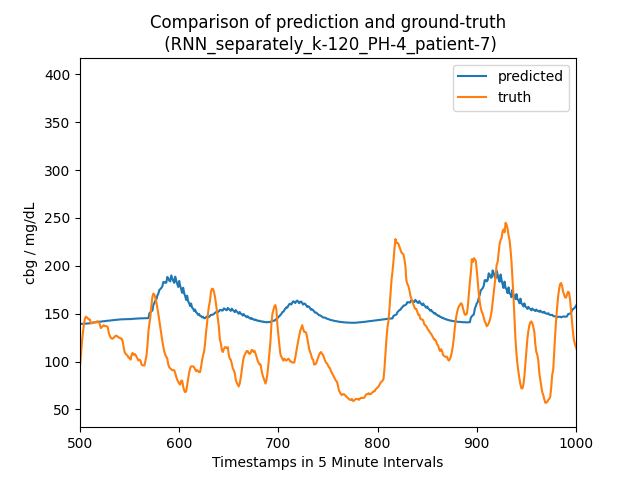 Comparison of prediction and ground-truth
(RNN_separately_k-120_PH-4_patient-7)
predicted
truth
400
350
300
250
200
150
100
50
cbg / mg/dL
500 600 700 800 900 1000
Timestamps in 5 Minute Intervals